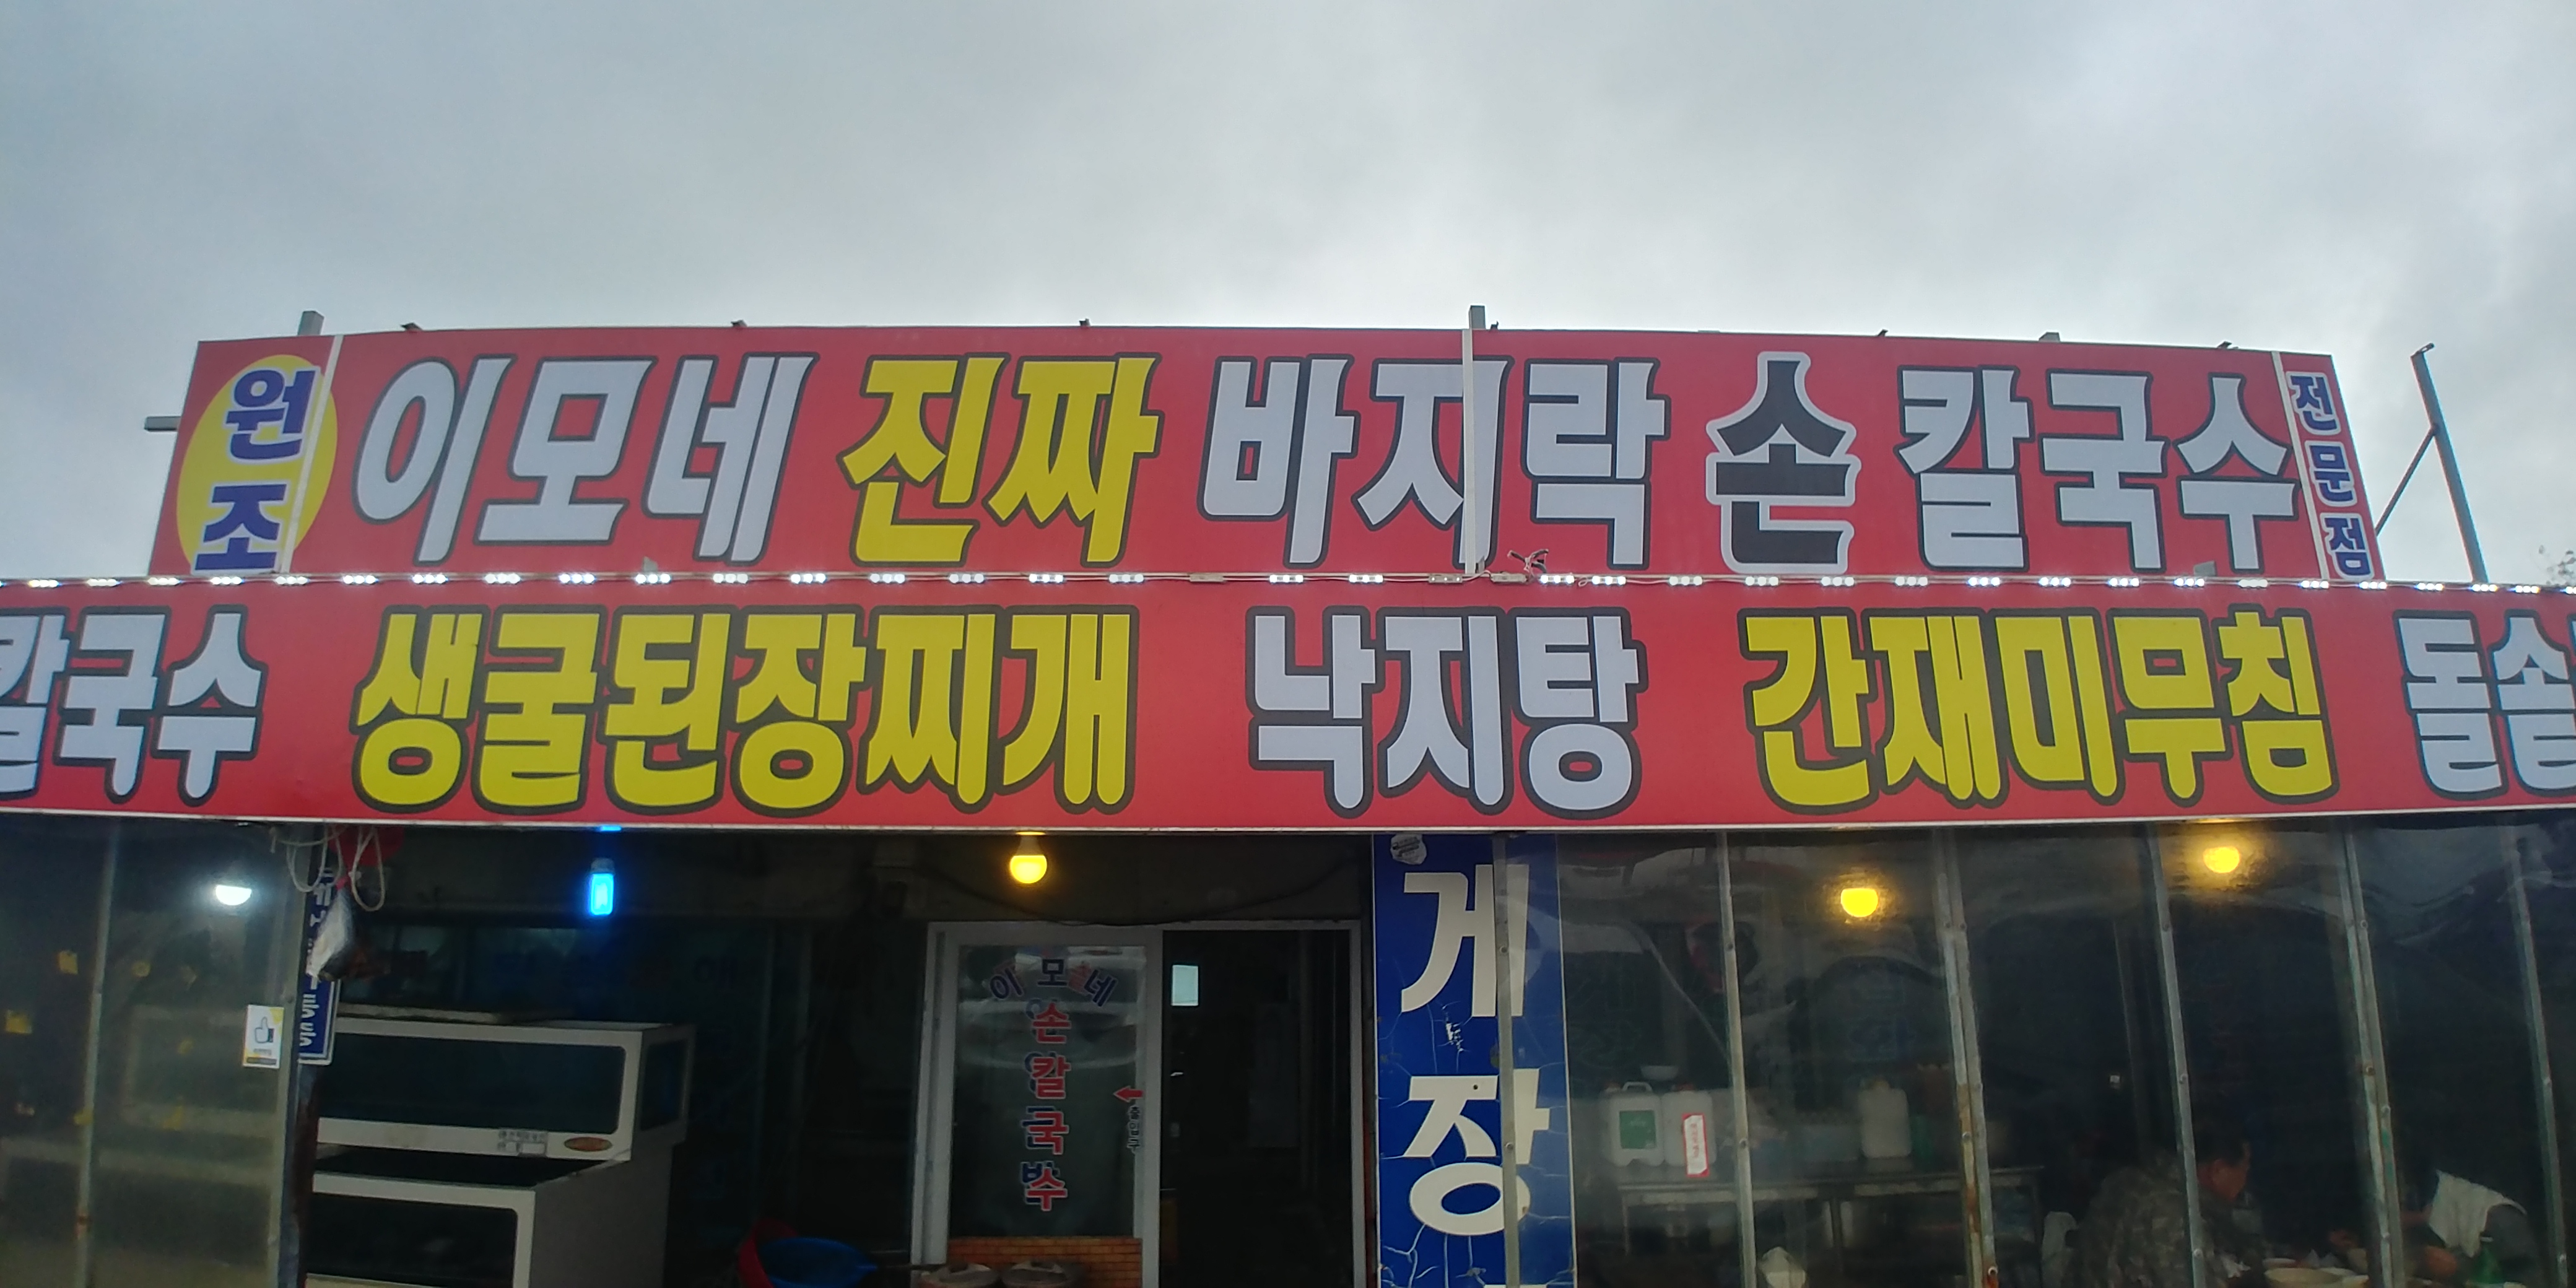 원조 이모네 진짜 바지락 손 칼국수 전문점
칼국수 생굴된장찌개 낙지탕 간재미무침 돌솥
게장
이모네
손칼국수